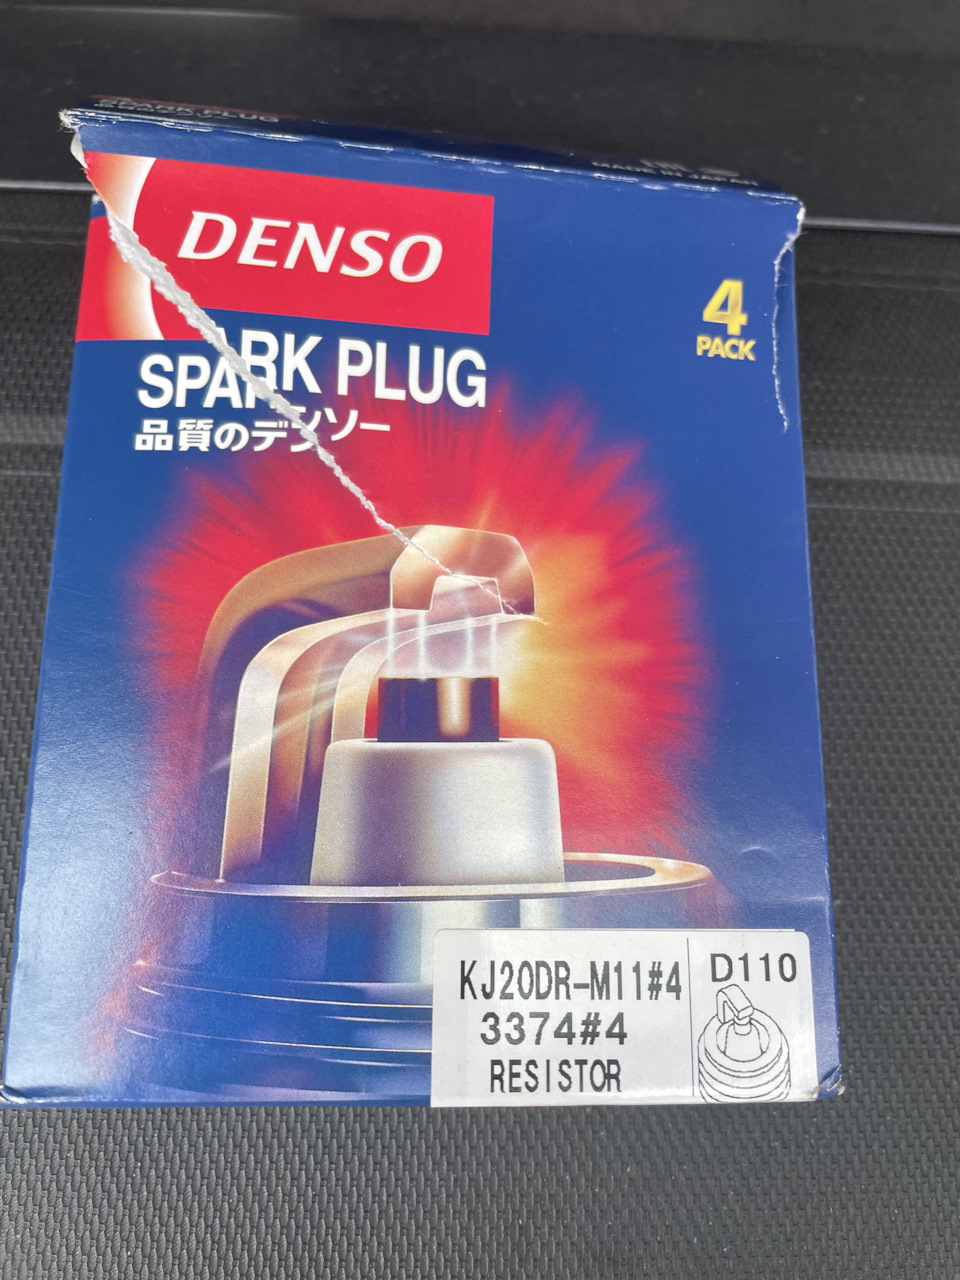 SPARK PLUG
DENSO
4
PACK
SPARK PLUG
品質のデンソー
KJ20DR-M11#4
D110
3374#4
RESISTOR